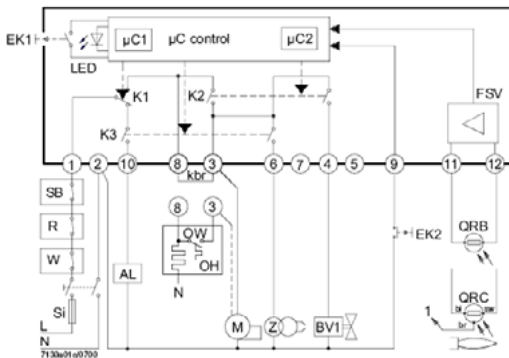 EK1
LED
µC1
µC control
µC2
K1
K2
K3
FSV
1
2
10
8
3
6
7
4
5
9
11
12
kbr
SB
R
W
Si
L
N
8
3
OW
OH
N
AL
M
Z
BV1
EK2
QRB
QRC
bl
sw
br
1
7130a01e/0700